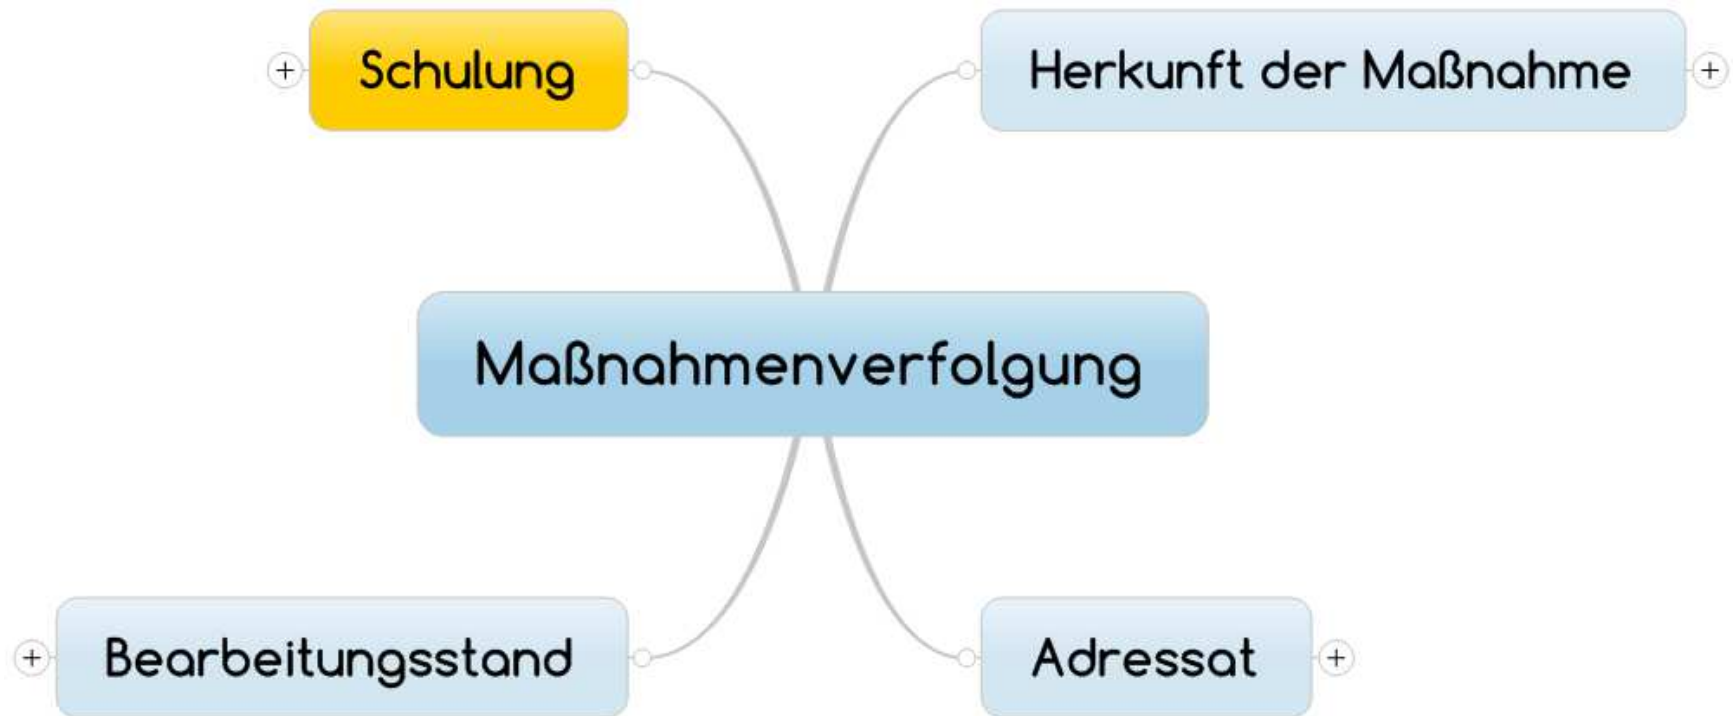 Schulung
Herkunft der Maßnahme
Maßnahmenverfolgung
Bearbeitungsstand
Adressat